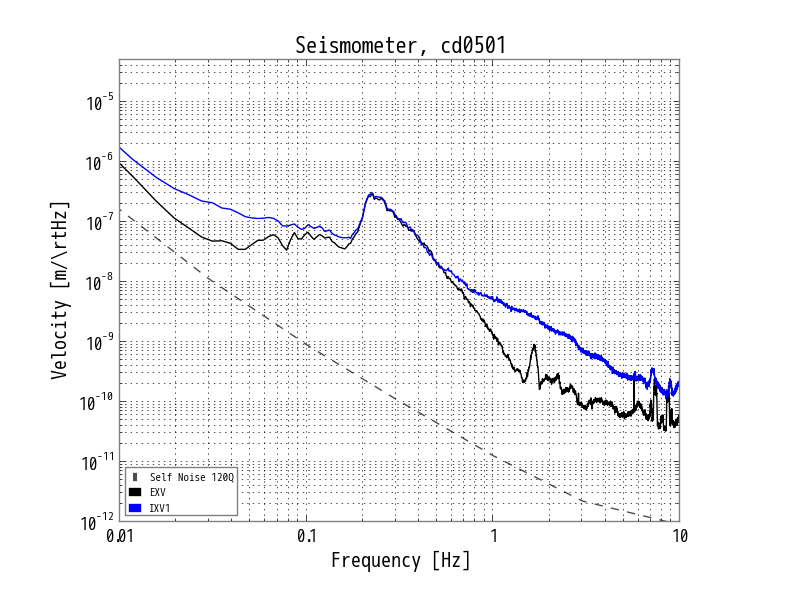 Seismometer, cd0501
Velocity [m/\rtHz]
10-5
10-6
10-7
10-8
10-9
10-10
10-11
10-12
Self Noise 120Q
EXV
IXV1
0.01 0.1 1 10
Frequency [Hz]